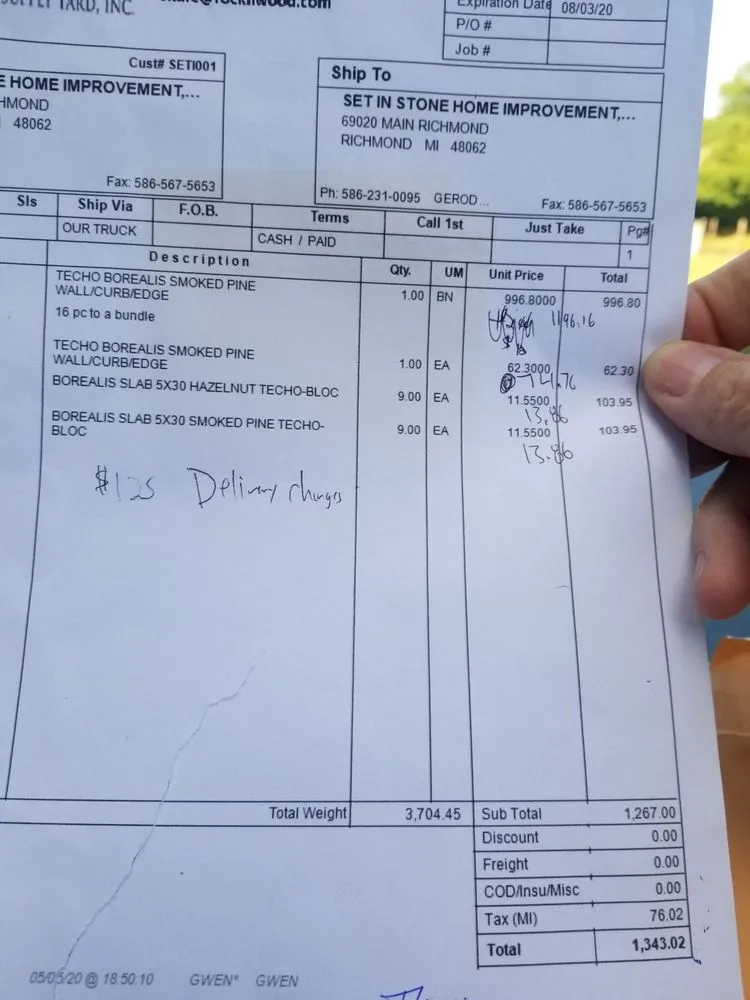 YARD, INC.
Expiration Date 08/03/20
P/O #
Job #
Cust# SETI001
E HOME IMPROVEMENT,...
HMOND
48062
Fax: 586-567-5653
Ship To
SET IN STONE HOME IMPROVEMENT,...
69020 MAIN RICHMOND
RICHMOND MI 48062
Ph: 586-231-0095 GEROD... Fax: 586-567-5653
Sls Ship Via F.O.B. Terms Call 1st Just Take Pg#
OUR TRUCK CASH / PAID 1
Description Qty. UM Unit Price Total
TECHO BOREALIS SMOKED PINE
WALL/CURB/EDGE 1.00 BN 996.8000 996.80
16 pc to a bundle 1196.16
TECHO BOREALIS SMOKED PINE
WALL/CURB/EDGE 1.00 EA 62.3000 62.30
74.76
BOREALIS SLAB 5X30 HAZELNUT TECHO-BLOC 9.00 EA 11.5500 103.95
13.86
BOREALIS SLAB 5X30 SMOKED PINE TECHO-
BLOC 9.00 EA 11.5500 103.95
13.86
$125 Delivery charges
Total Weight 3,704.45 Sub Total 1,267.00
Discount 0.00
Freight 0.00
COD/Insu/Misc 0.00
Tax (MI) 76.02
Total 1,343.02
05/05/20 @ 18:50:10 GWEN* GWEN